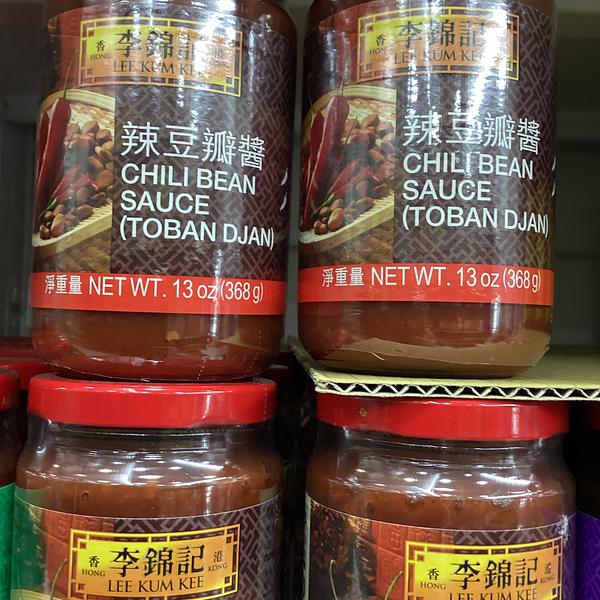 香 李錦記 港
HONG LEE KUM KEE
辣豆瓣醬
CHILI BEAN
SAUCE
(TOBAN DJAN)
淨重量 NET WT. 13 oz (368 g)
香 李錦記 港
HONG LEE KUM KEE
辣豆瓣醬
CHILI BEAN
SAUCE
(TOBAN DJAN)
淨重量 NET WT. 13 oz (368 g)
香 李錦記 港
HONG LEE KUM KEE KONG
香 李錦記 港
HONG LEE KUM KEE KONG